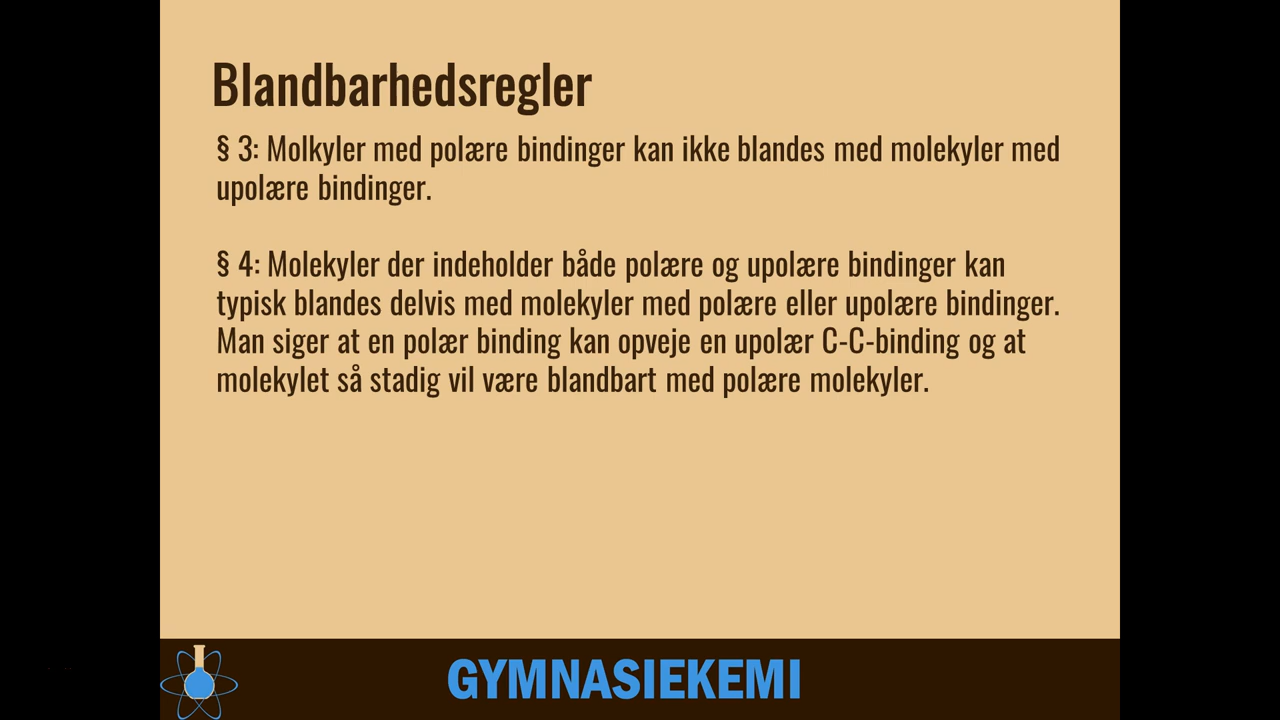 Blandbarhedsregler
§ 3: Molkyler med polære bindinger kan ikke blandes med molekyler med
upolære bindinger.
§ 4: Molekyler der indeholder både polære og upolære bindinger kan
typisk blandes delvis med molekyler med polære eller upolære bindinger.
Man siger at en polær binding kan opveje en upolær C-C-binding og at
molekylet så stadig vil være blandbart med polære molekyler.
GYMNASIEKEMI